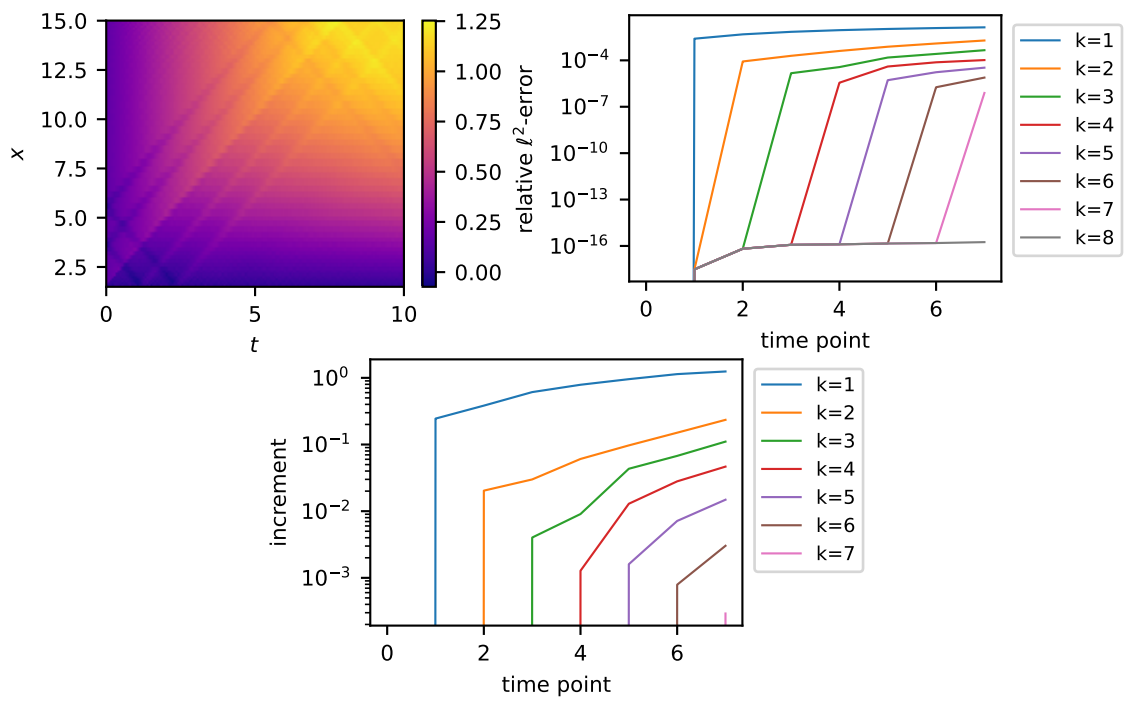 15.0
12.5
10.0
7.5
5.0
2.5
x
0
5
10
t
1.25
1.00
0.75
0.50
0.25
0.00
relative ℓ²-error
10⁻⁴
10⁻⁷
10⁻¹⁰
10⁻¹³
10⁻¹⁶
0
2
4
6
time point
k=1
k=2
k=3
k=4
k=5
k=6
k=7
k=8
increment
10⁰
10⁻¹
10⁻²
10⁻³
0
2
4
6
time point
k=1
k=2
k=3
k=4
k=5
k=6
k=7